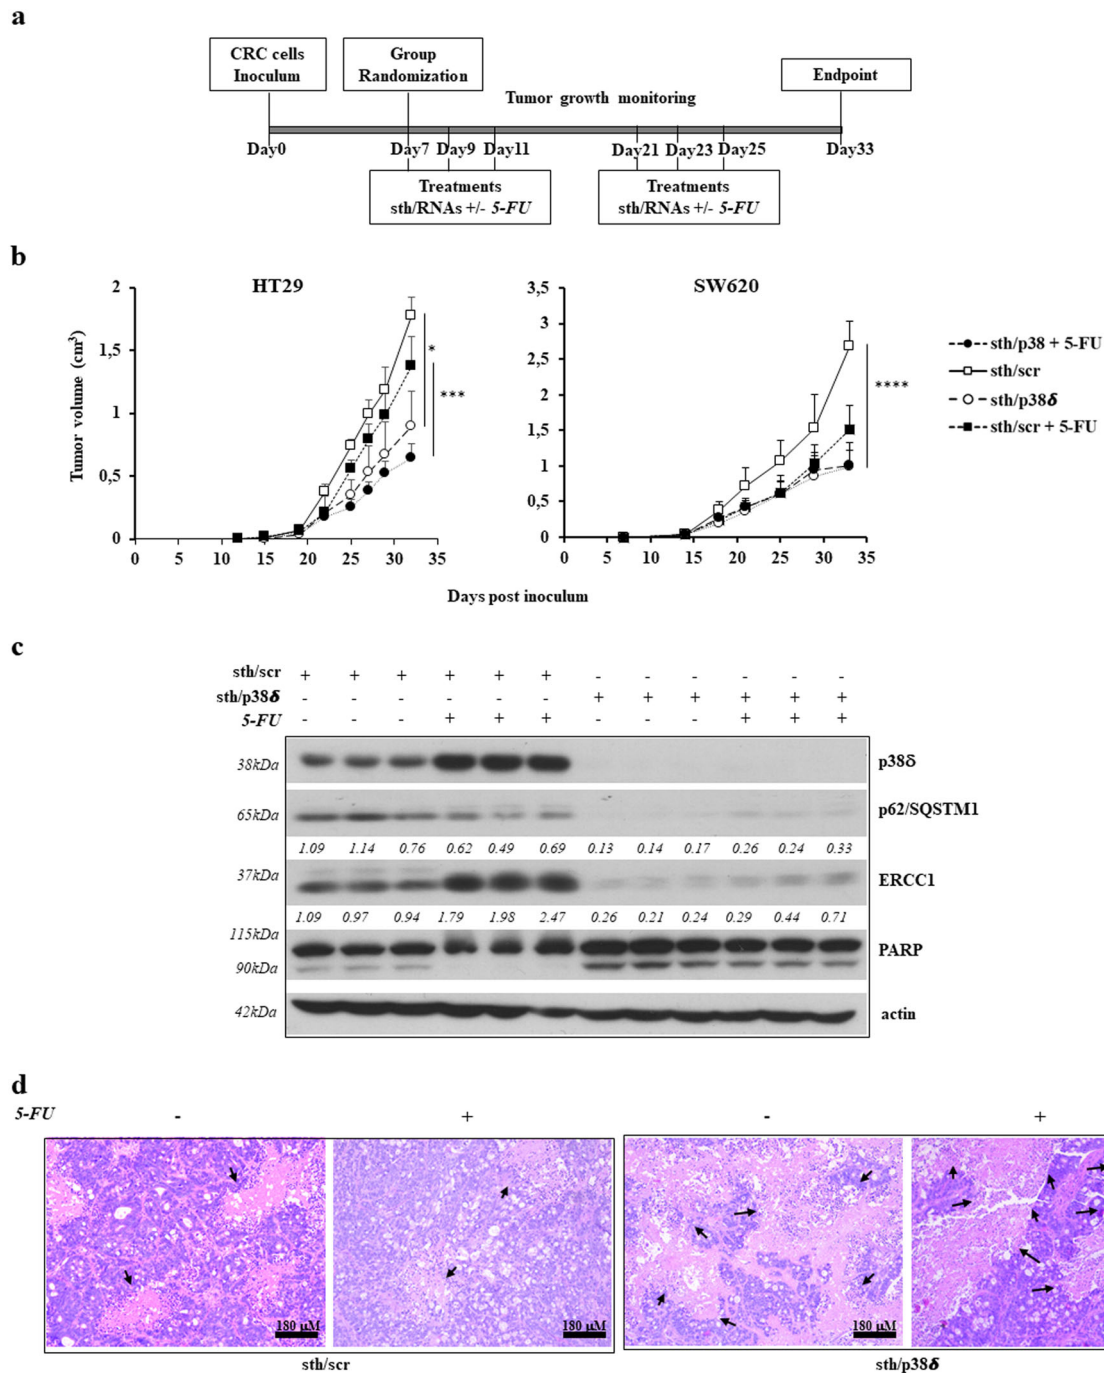 a
CRC cells
Inoculum
Group
Randomization
Endpoint
Tumor growth monitoring
Day0
Day7
Day9
Day11
Day21
Day23
Day25
Day33
Treatments
sth/RNAs +/- 5-FU
Treatments
sth/RNAs +/- 5-FU
b
HT29
Tumor volume (cm³)
2
1,5
1
0,5
0
0 5 10 15 20 25 30 35
*
***
SW620
3,5
3
2,5
2
1,5
1
0,5
0
0 5 10 15 20 25 30 35
****
Days post inoculum
sth/p38 + 5-FU
sth/scr
sth/p38δ
sth/scr + 5-FU
c
sth/scr + + + + + + - - - - - -
sth/p38δ - - - - - - + + + + + +
5-FU - - - + + + - - - + + +
38kDa p38δ
65kDa p62/SQSTM1
1.09 1.14 0.76 0.62 0.49 0.69 0.13 0.14 0.17 0.26 0.24 0.33
37kDa ERCC1
1.09 0.97 0.94 1.79 1.98 2.47 0.26 0.21 0.24 0.29 0.44 0.71
115kDa
PARP
90kDa
42kDa actin
d
5-FU - + - +
180 µM
180 µM
180 µM
180 µM
sth/scr
sth/p38δ